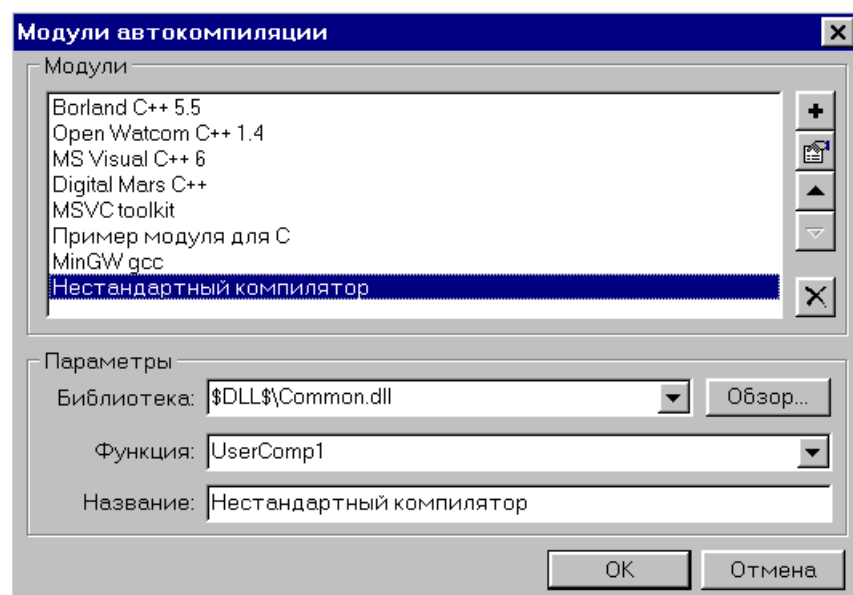 Модули автокомпиляции
Модули
Borland C++ 5.5
Open Watcom C++ 1.4
MS Visual C++ 6
Digital Mars C++
MSVC toolkit
Пример модуля для C
MinGW gcc
Нестандартный компилятор
Параметры
Библиотека: $DLL$\Common.dll Обзор...
Функция: UserComp1
Название: Нестандартный компилятор
OK Отмена